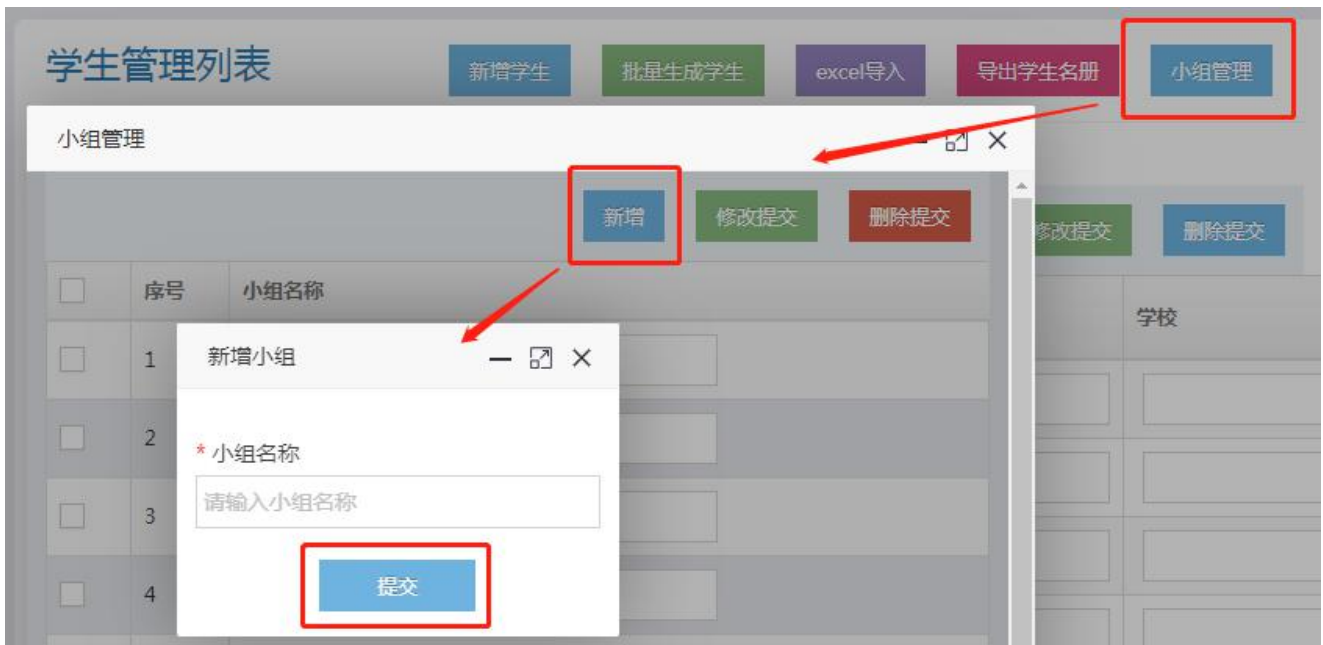 学生管理列表 新增学生 批量生成学生 excel导入 导出学生名册 小组管理
小组管理
新增 修改提交 删除提交
修改提交 删除提交
序号 小组名称
学校
1
新增小组
2
* 小组名称
请输入小组名称
3
提交
4